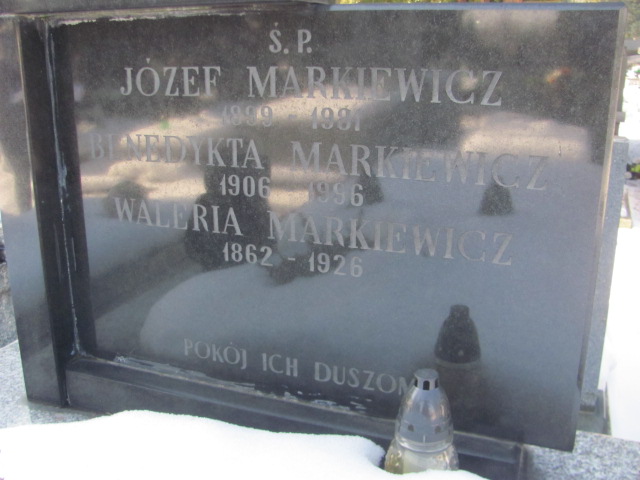 Ś. P.
JÓZEF MARKIEWICZ
1899 - 1981
BENEDYKTA MARKIEWICZ
1906 - 1996
WALERIA MARKIEWICZ
1862 - 1926
POKÓJ ICH DUSZOM